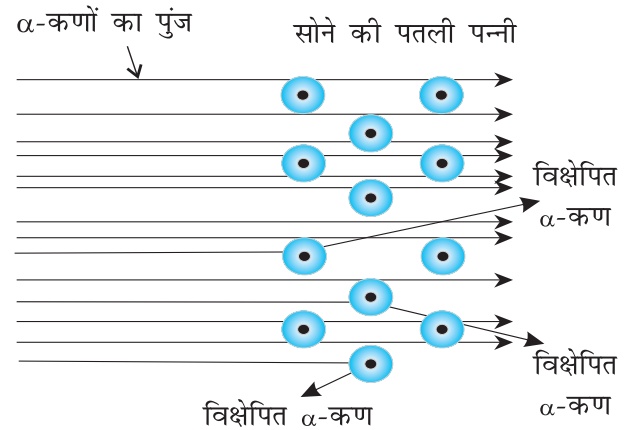 α-कणों का पुंज
सोने की पतली पन्नी
विक्षेपित
α-कण
विक्षेपित
α-कण
विक्षेपित α-कण